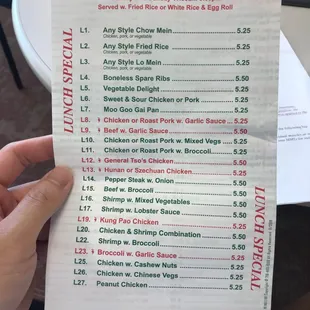 Served w. Fried Rice or White Rice & Egg Roll
LUNCH SPECIAL
L1. Any Style Chow Mein 5.25
Chicken, pork, or vegetable
L2. Any Style Fried Rice 5.25
Chicken, pork, or vegetable
L3. Any Style Lo Mein 5.25
Chicken, pork, or vegetable
L4. Boneless Spare Ribs 5.50
L5. Vegetable Delight 5.25
L6. Sweet & Sour Chicken or Pork 5.25
L7. Moo Goo Gai Pan 5.25
L8. Chicken or Roast Pork w. Garlic Sauce 5.25
L9. Beef w. Garlic Sauce 5.50
L10. Chicken or Roast Pork w. Mixed Vegs 5.25
L11. Chicken or Roast Pork w. Broccoli 5.25
L12. General Tso's Chicken 5.50
L13. Hunan or Szechuan Chicken 5.25
L14. Pepper Steak w. Onion 5.50
L15. Beef w. Broccoli 5.50
L16. Shirmp w. Mixed Vegetables 5.50
L17. Shrimp w. Lobster Sauce 5.50
L19. Kung Pao Chicken 5.25
L20. Chicken & Shrimp Combination 5.50
L22. Shrimp w. Broccoli 5.50
L23. Broccoli w. Garlic Sauce 5.25
L25. Chicken w. Cashew Nuts 5.25
L26. Chicken w. Chinese Vegs 5.25
L27. Peanut Chicken 5.25
LUNCH SPECIAL